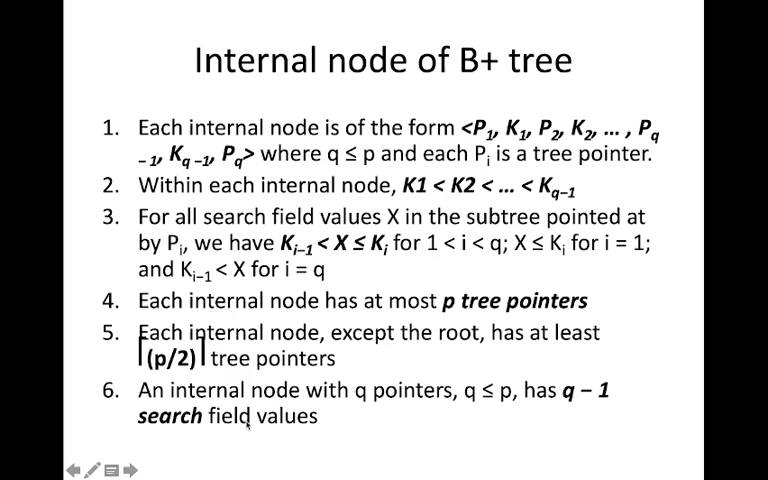 Internal node of B+ tree
1. Each internal node is of the form <P1, K1, P2, K2, ... , Pq
– 1, Kq –1, Pq> where q ≤ p and each Pi is a tree pointer.
2. Within each internal node, K1 < K2 < ... < Kq–1
3. For all search field values X in the subtree pointed at
by Pi, we have Ki–1 < X ≤ Ki for 1 < i < q; X ≤ Ki for i = 1;
and Ki–1 < X for i = q
4. Each internal node has at most p tree pointers
5. Each internal node, except the root, has at least
⌈(p/2)⌉ tree pointers
6. An internal node with q pointers, q ≤ p, has q – 1
search field values